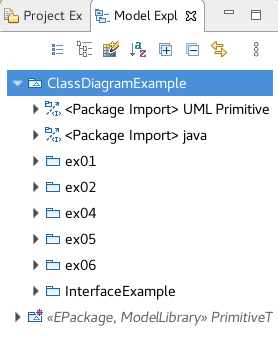 Project Ex
Model Expl
ClassDiagramExample
<Package Import> UML Primitive
<Package Import> java
ex01
ex02
ex04
ex05
ex06
InterfaceExample
«EPackage, ModelLibrary» PrimitiveT